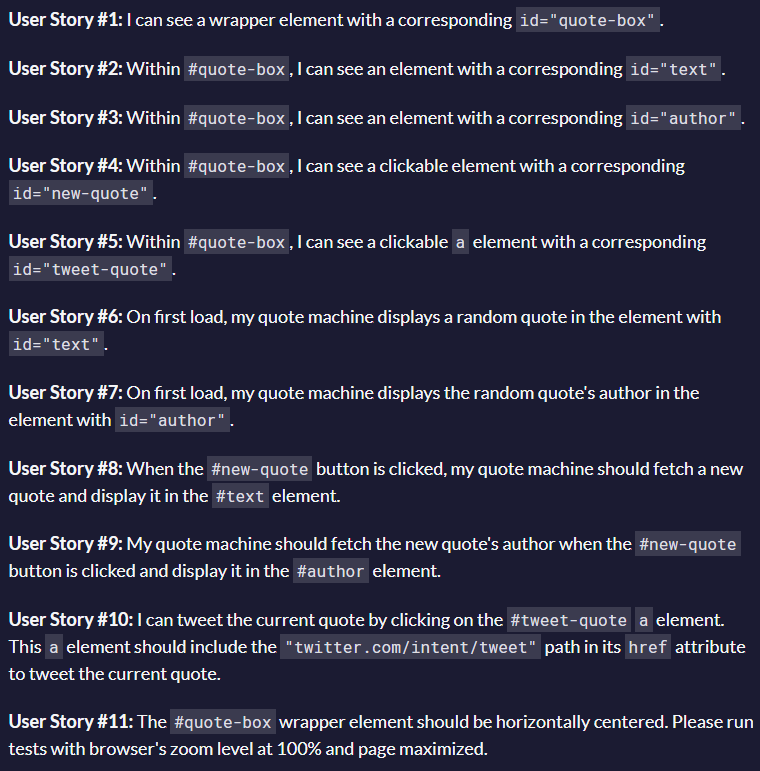 User Story #1: I can see a wrapper element with a corresponding id="quote-box".
User Story #2: Within #quote-box, I can see an element with a corresponding id="text".
User Story #3: Within #quote-box, I can see an element with a corresponding id="author".
User Story #4: Within #quote-box, I can see a clickable element with a corresponding
id="new-quote".
User Story #5: Within #quote-box, I can see a clickable a element with a corresponding
id="tweet-quote".
User Story #6: On first load, my quote machine displays a random quote in the element with
id="text".
User Story #7: On first load, my quote machine displays the random quote's author in the
element with id="author".
User Story #8: When the #new-quote button is clicked, my quote machine should fetch a new
quote and display it in the #text element.
User Story #9: My quote machine should fetch the new quote's author when the #new-quote
button is clicked and display it in the #author element.
User Story #10: I can tweet the current quote by clicking on the #tweet-quote a element.
This a element should include the "twitter.com/intent/tweet" path in its href attribute
to tweet the current quote.
User Story #11: The #quote-box wrapper element should be horizontally centered. Please run
tests with browser's zoom level at 100% and page maximized.